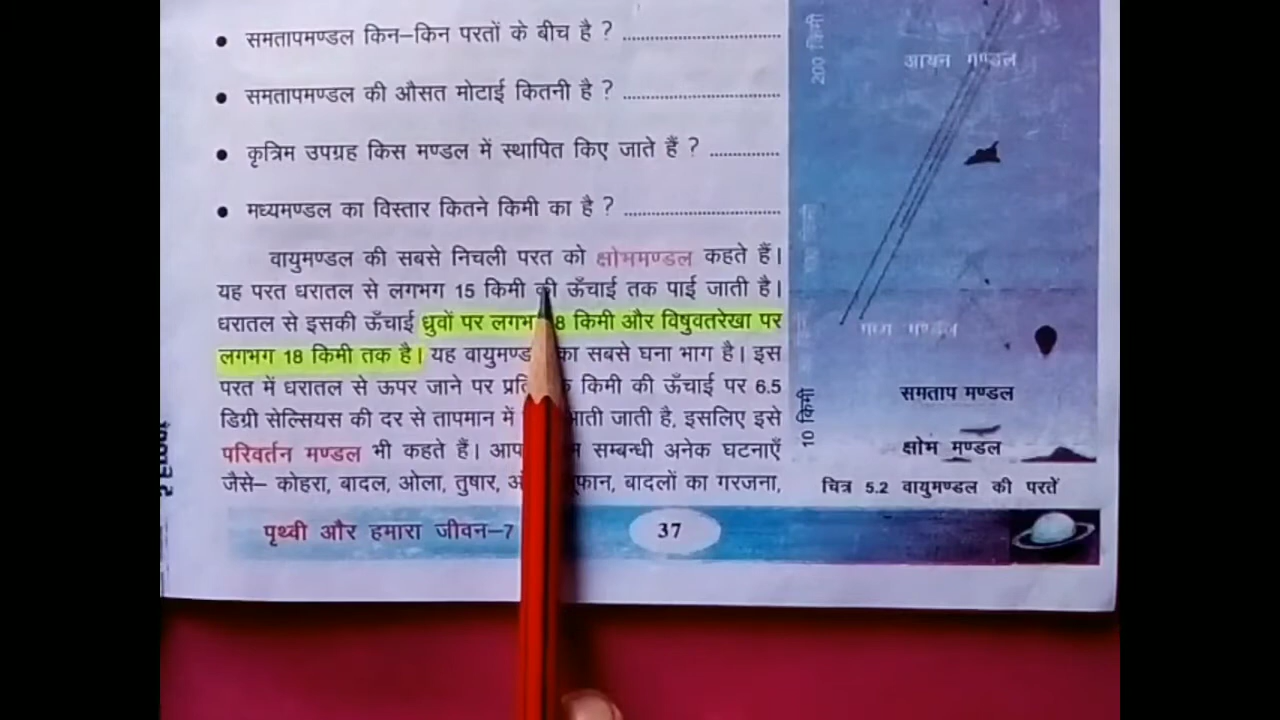 समतापमण्डल किन–किन परतों के बीच है ? ..............................
समतापमण्डल की औसत मोटाई कितनी है ? ..............................
कृत्रिम उपग्रह किस मण्डल में स्थापित किए जाते हैं ? .............
मध्यमण्डल का विस्तार कितने किमी का है ? ..............................
वायुमण्डल की सबसे निचली परत को क्षोभमण्डल कहते हैं।
यह परत धरातल से लगभग 15 किमी की ऊँचाई तक पाई जाती है।
धरातल से इसकी ऊँचाई ध्रुवों पर 8 किमी और विषुवतरेखा पर
लगभग 18 किमी तक है। यह का सबसे घना भाग है। इस
परत में धरातल से ऊपर जाने पर किमी की ऊँचाई पर 6.5
डिग्री सेल्सियस की दर से तापमान में आती जाती है, इसलिए इसे
परिवर्तन मण्डल भी कहते हैं। सम्बन्धी अनेक घटनाएँ
जैसे– कोहरा, बादल, ओला, तुषार, बादलों का गरजना,
पृथ्वी और हमारा जीवन–7
37
200 किमी
आयन मण्डल
मध्य मण्डल
समताप मण्डल
10 किमी
क्षोभ मण्डल
चित्र 5.2 वायुमण्डल की परतें